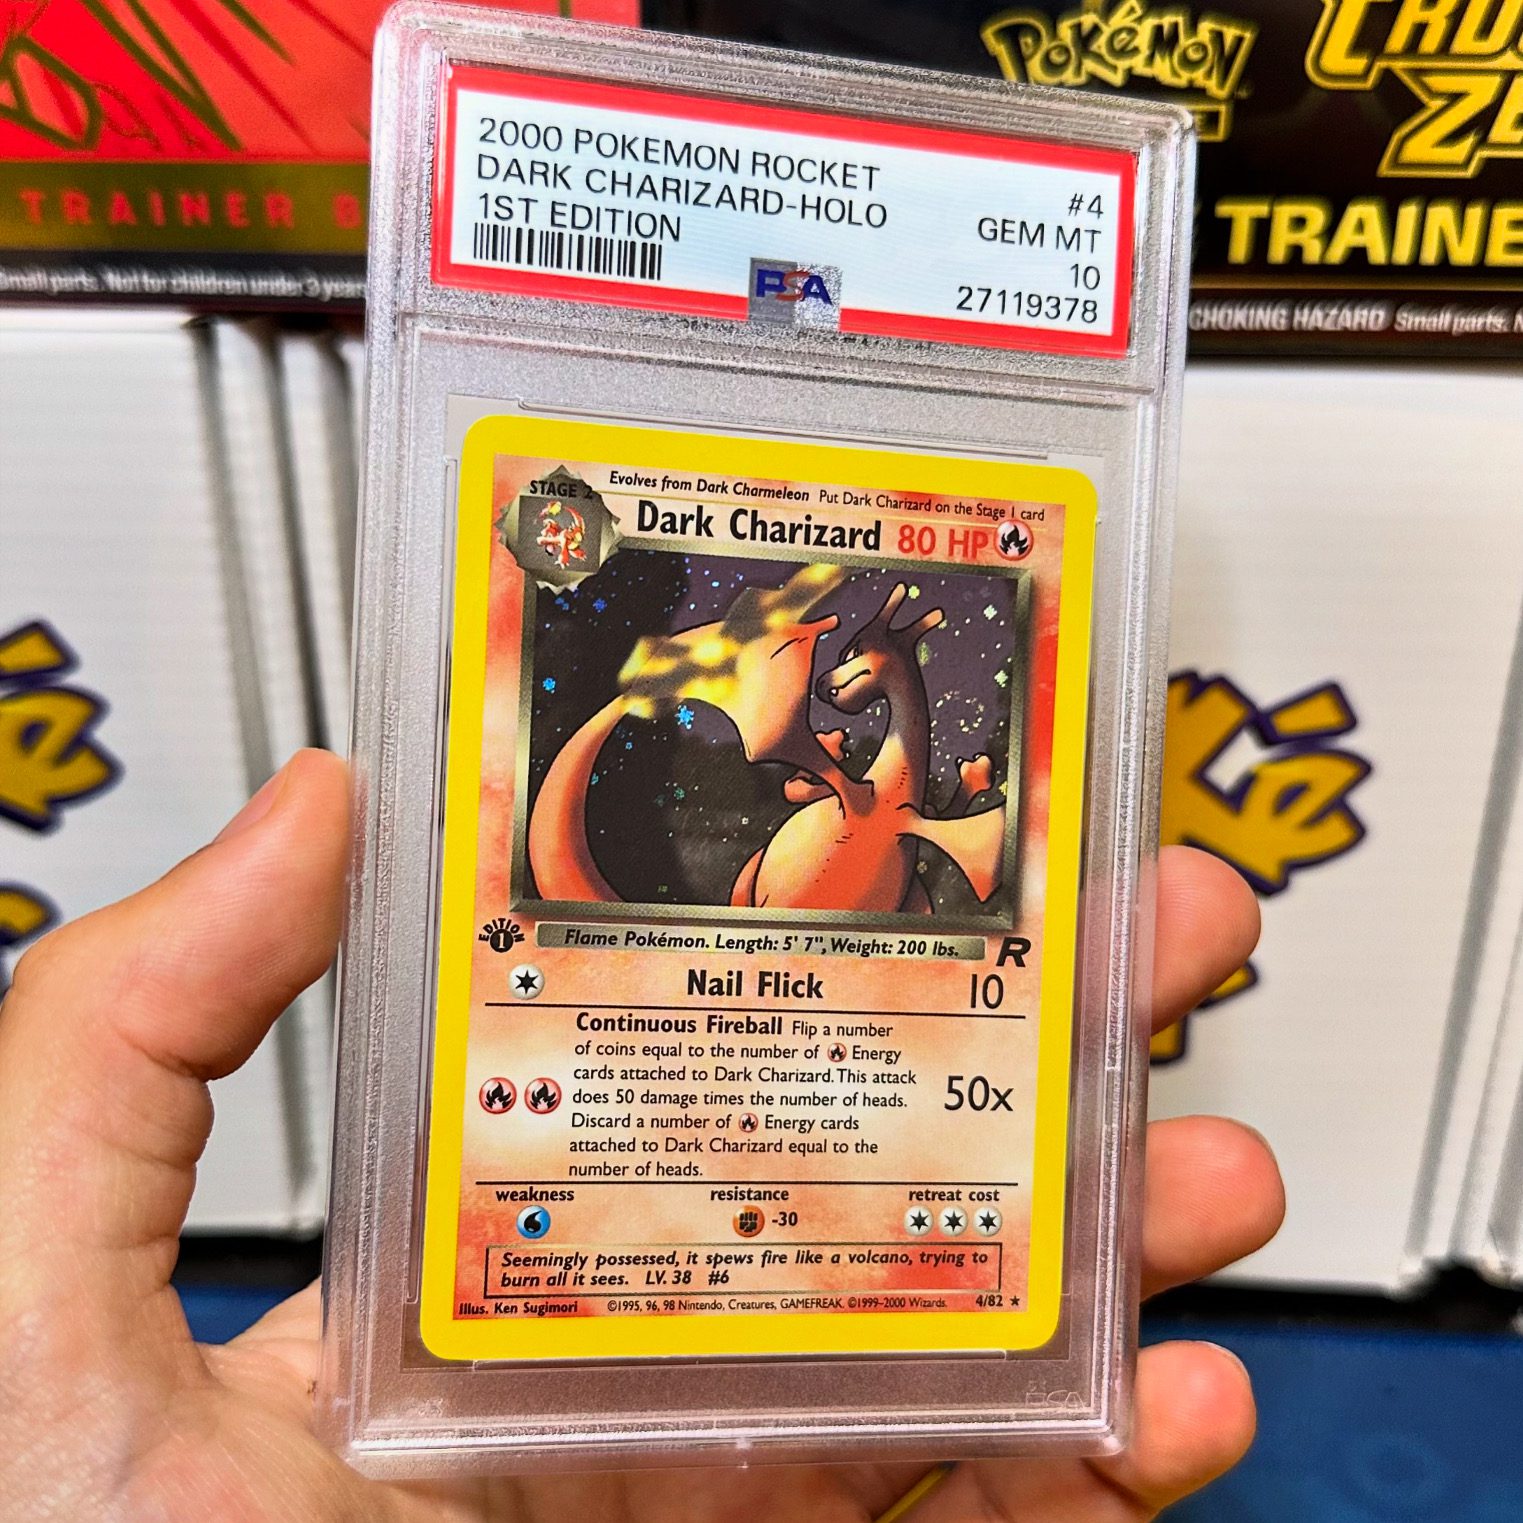 POKÉMON
TRAINER
TRAINE
Small parts. Not for children under 3 years
CHOKING HAZARD Small parts.
2000 POKEMON ROCKET
DARK CHARIZARD-HOLO
1ST EDITION
#4
GEM MT
10
27119378
PSA
STAGE 2
Evolves from Dark Charmeleon Put Dark Charizard on the Stage 1 card
Dark Charizard 80 HP
EDITION
1
Flame Pokémon. Length: 5' 7", Weight: 200 lbs.
R
Nail Flick 10
Continuous Fireball Flip a number
of coins equal to the number of Energy
cards attached to Dark Charizard. This attack
does 50 damage times the number of heads.
Discard a number of Energy cards
attached to Dark Charizard equal to the
number of heads.
50x
weakness resistance retreat cost
-30
Seemingly possessed, it spews fire like a volcano, trying to
burn all it sees. LV. 38 #6
Illus. Ken Sugimori ©1995, 96, 98 Nintendo, Creatures, GAMEFREAK. ©1999-2000 Wizards. 4/82 ★
PSA